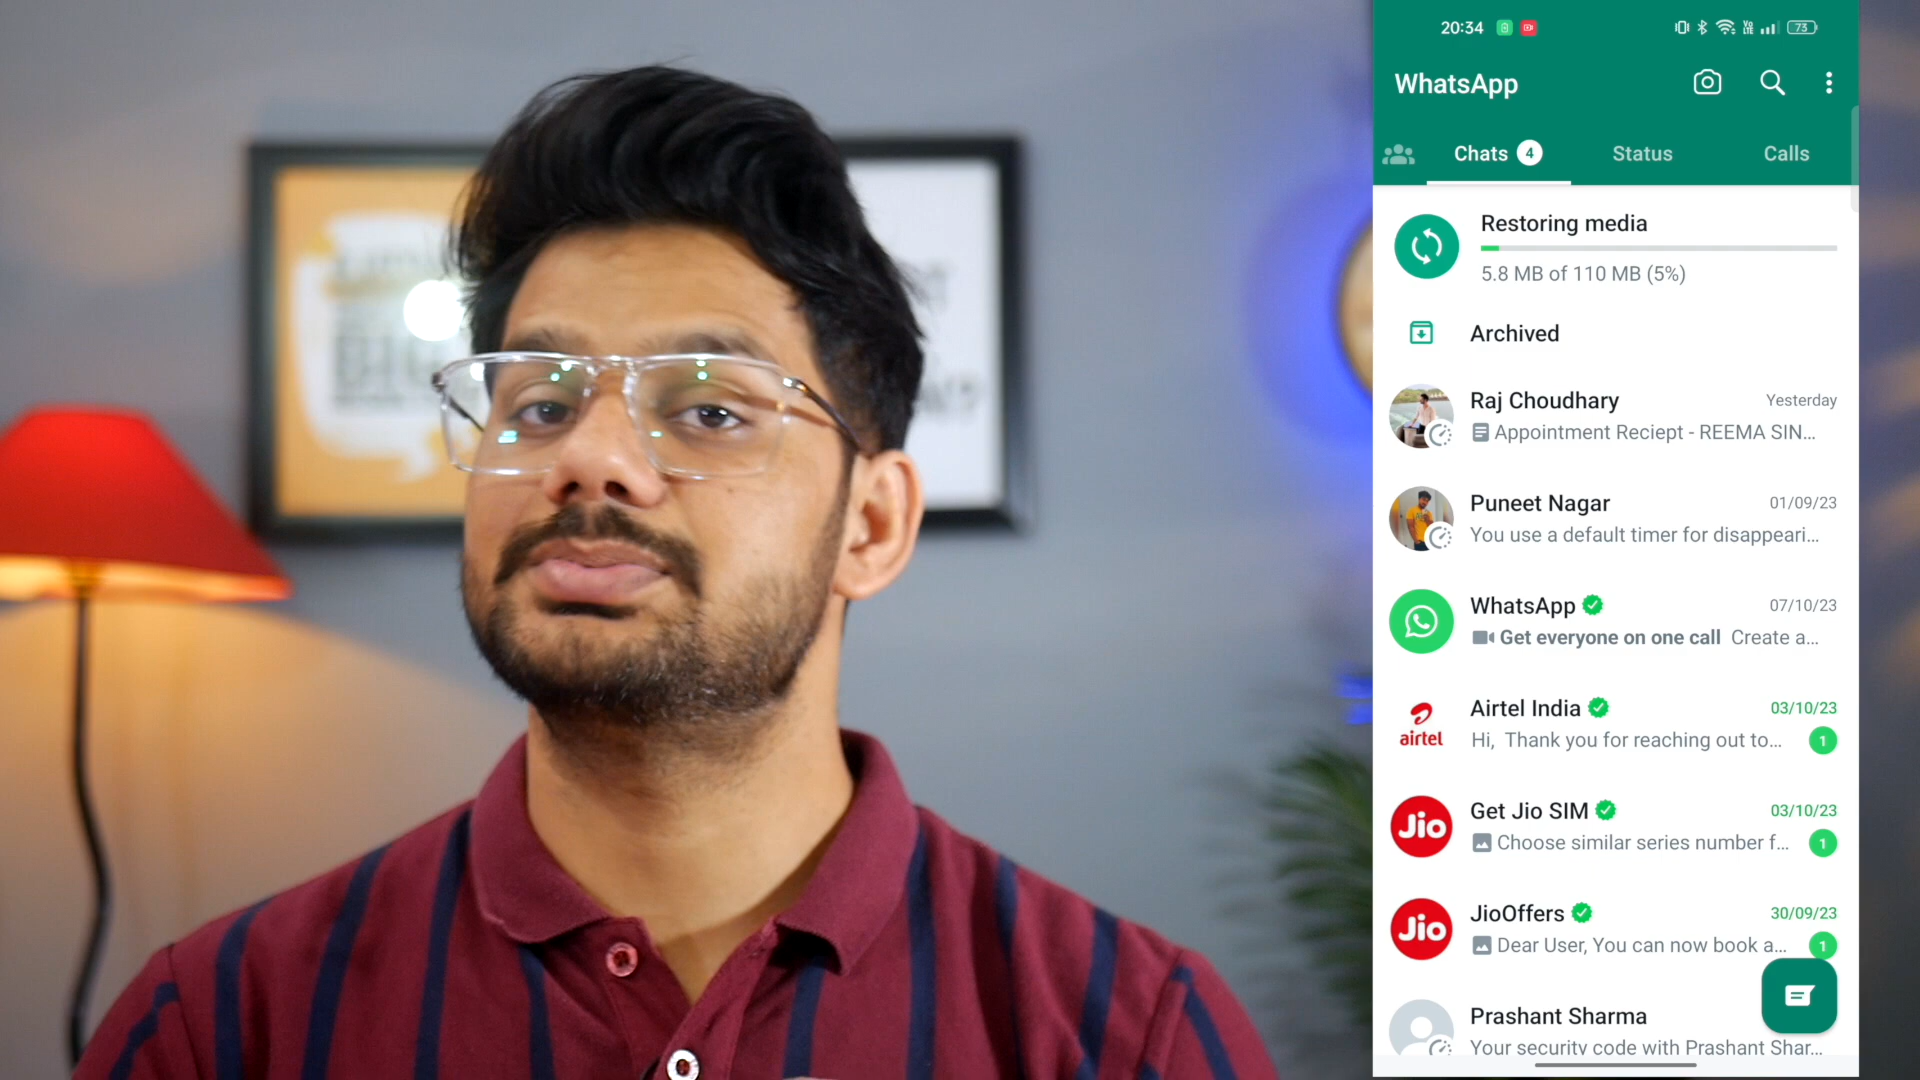 20:34
Vo
LTE
73
WhatsApp
Chats 4
Status
Calls
Restoring media
5.8 MB of 110 MB (5%)
Archived
Raj Choudhary
Yesterday
Appointment Reciept - REEMA SIN...
Puneet Nagar
01/09/23
You use a default timer for disappeari...
WhatsApp
07/10/23
Get everyone on one call Create a...
airtel
Airtel India
03/10/23
Hi, Thank you for reaching out to...
1
Jio
Get Jio SIM
03/10/23
Choose similar series number f...
1
Jio
JioOffers
30/09/23
Dear User, You can now book a...
1
Prashant Sharma
Your security code with Prashant Shar...